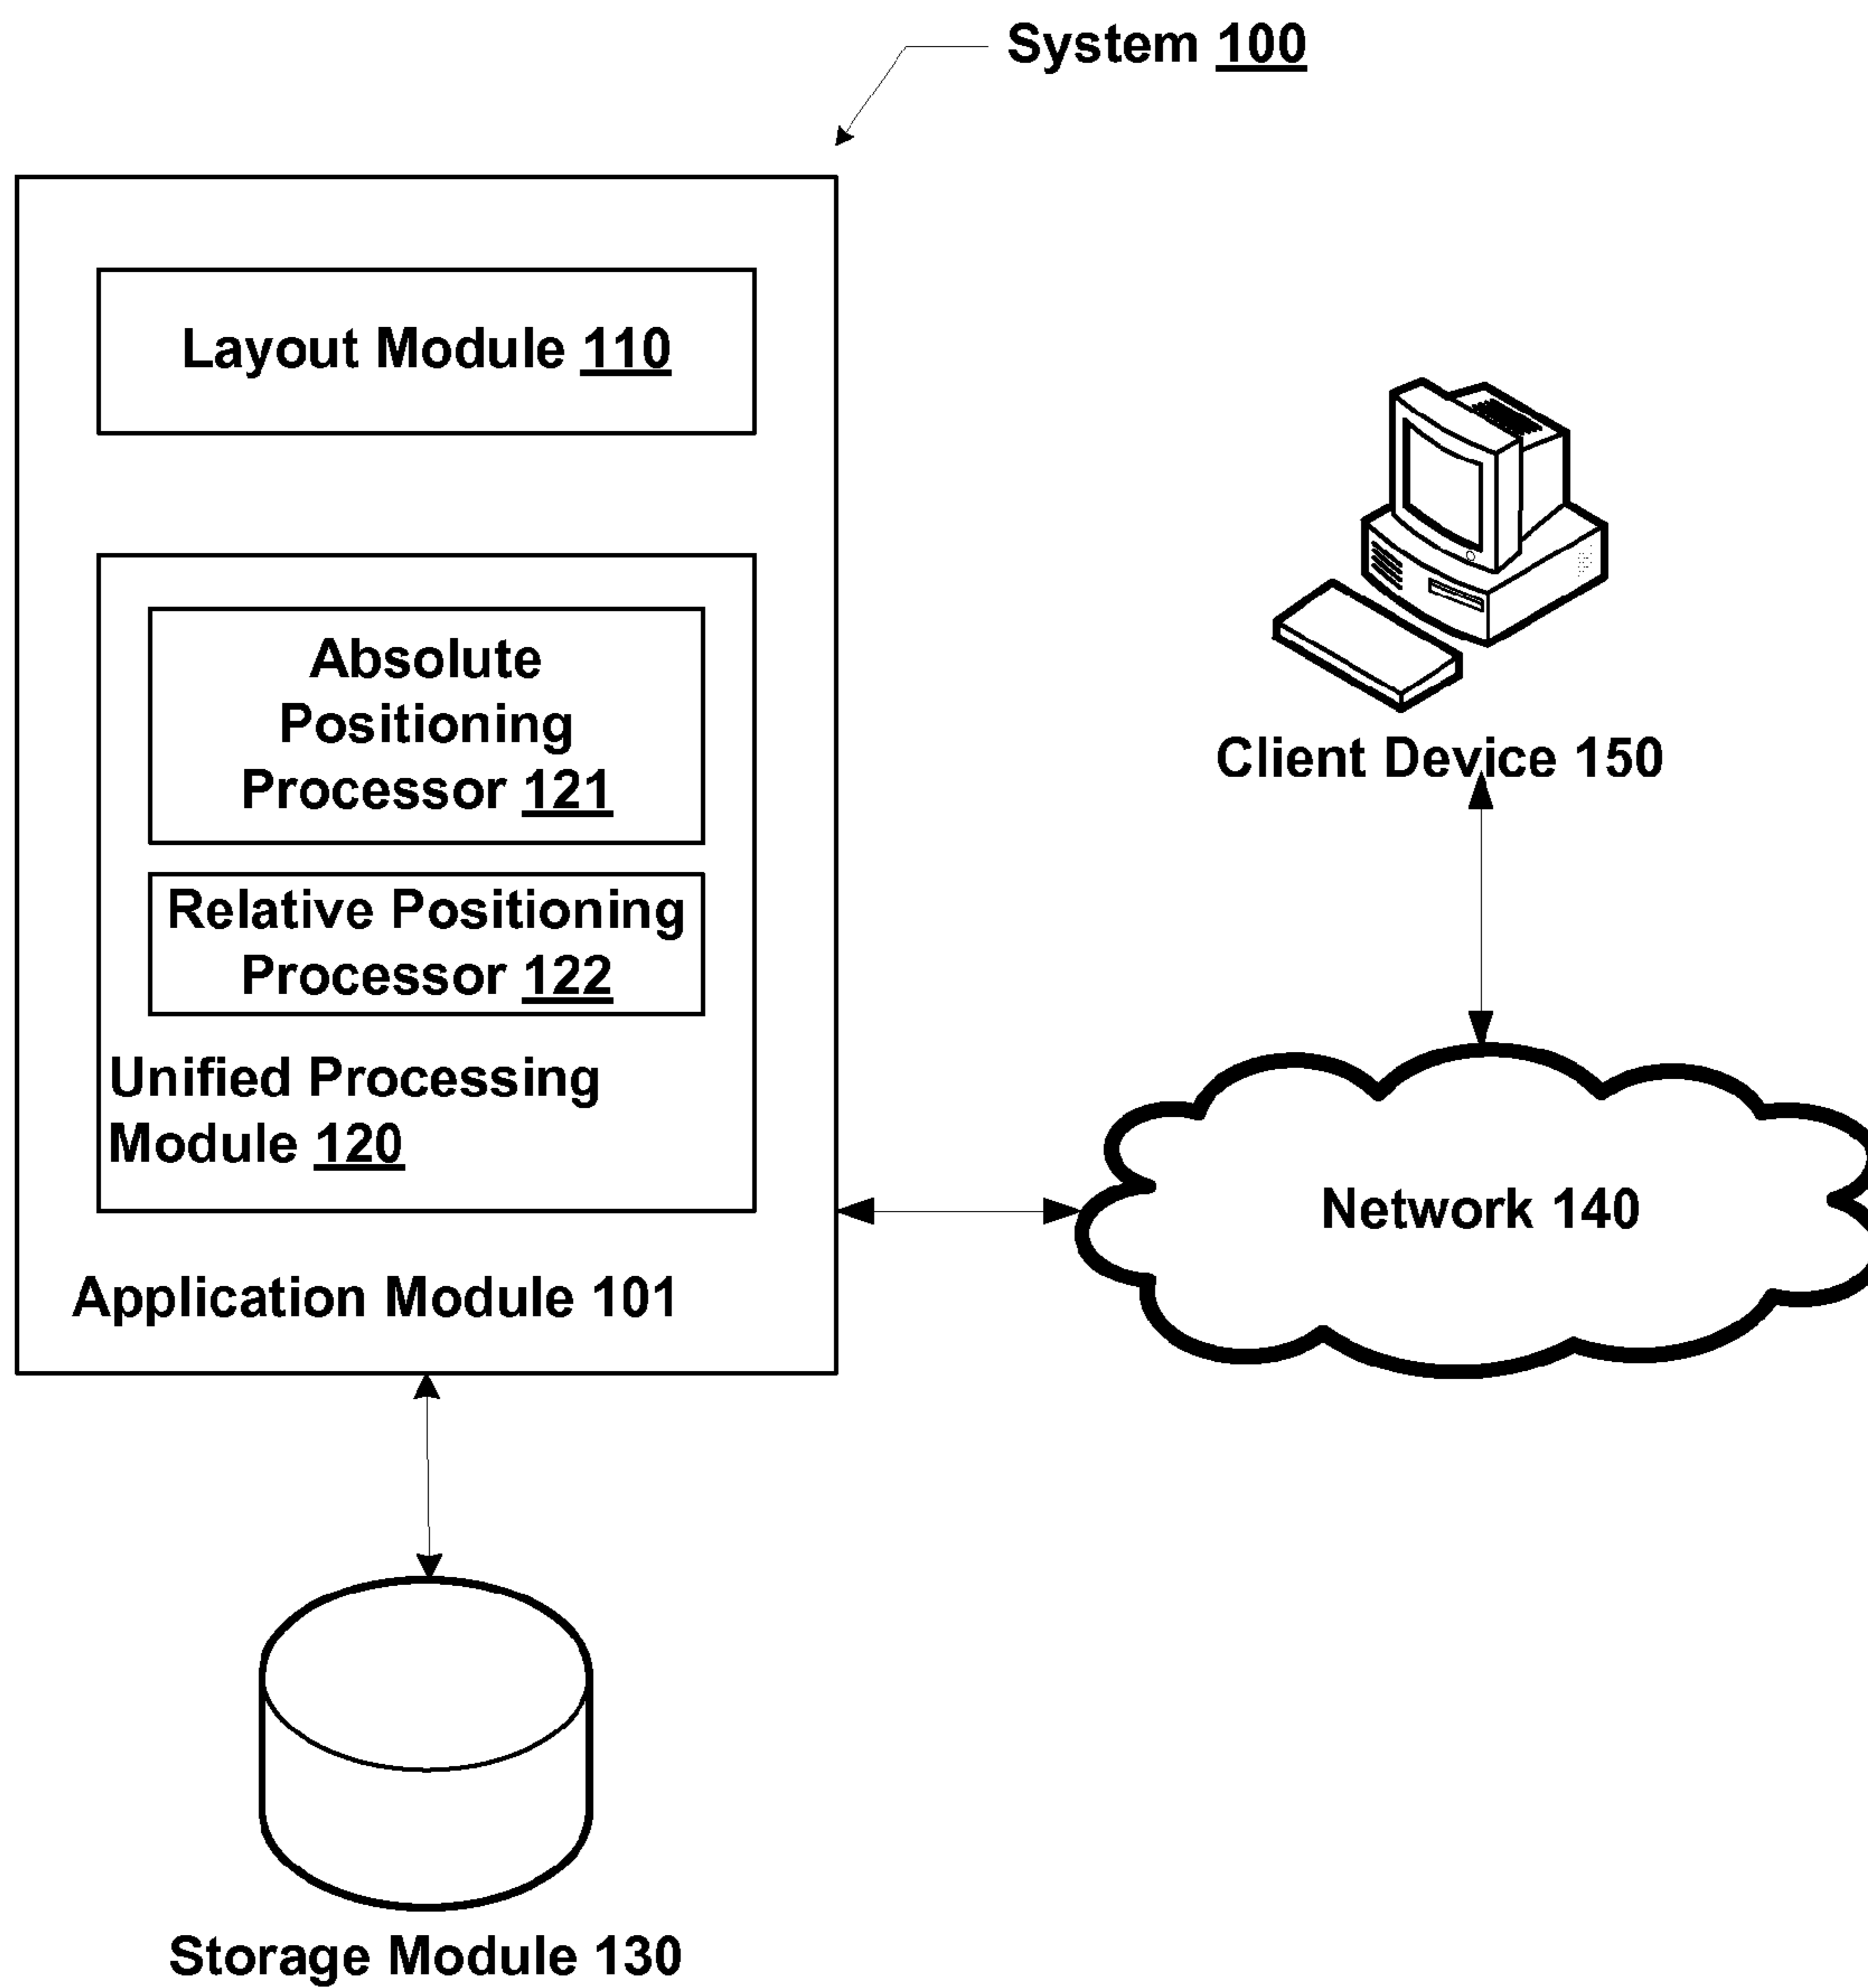 System 100
Layout Module 110
Absolute
Positioning
Processor 121
Relative Positioning
Processor 122
Unified Processing
Module 120
Application Module 101
Client Device 150
Network 140
Storage Module 130